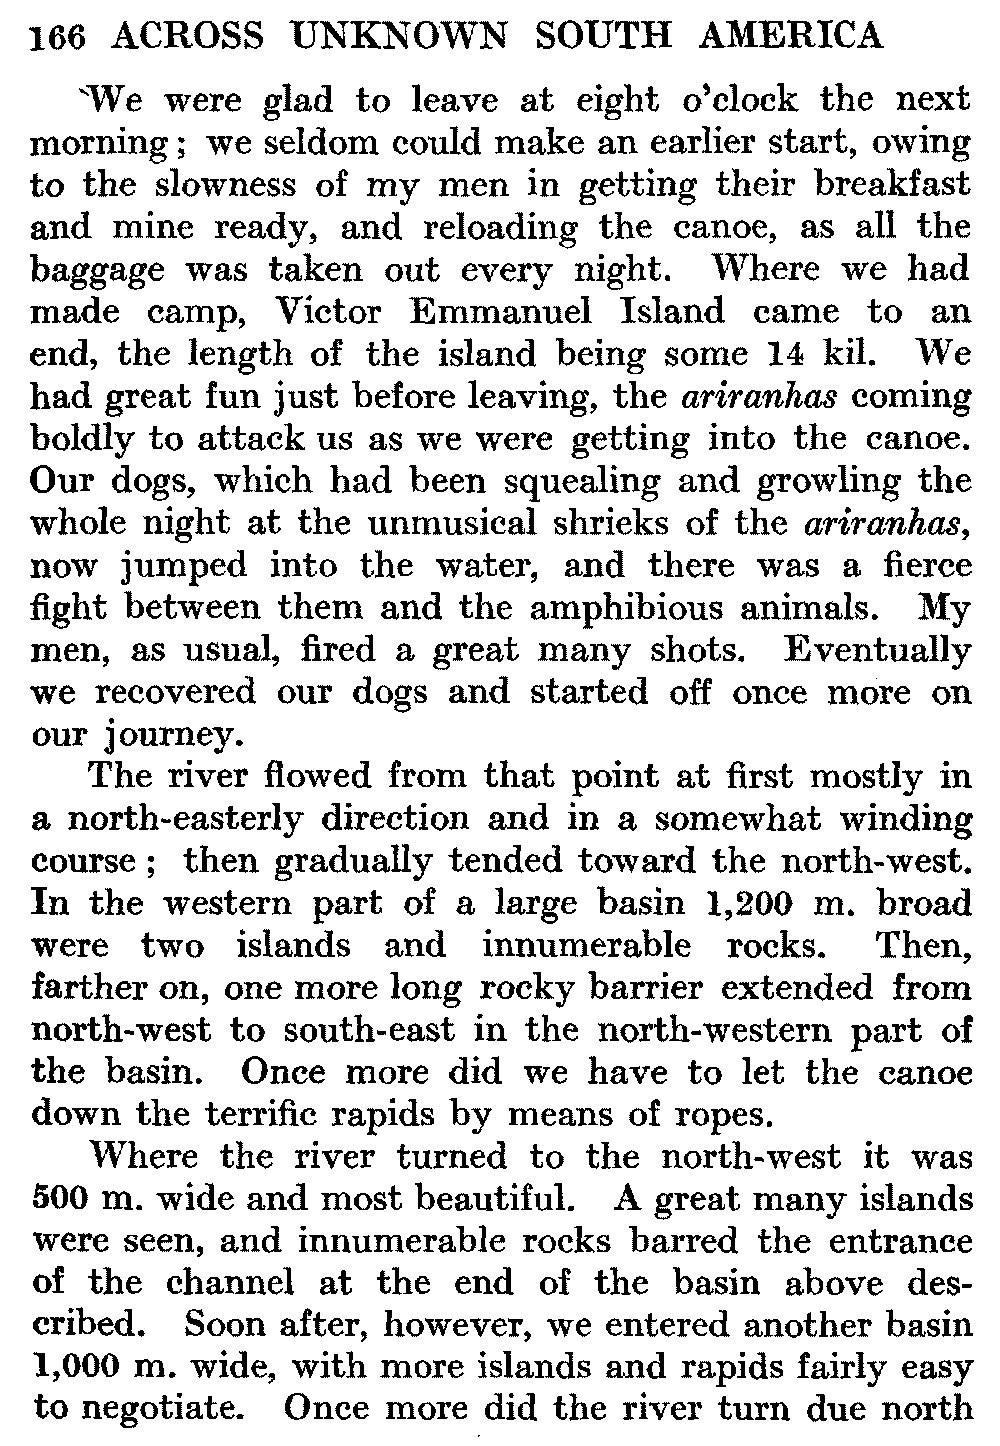 166 ACROSS UNKNOWN SOUTH AMERICA
We were glad to leave at eight o'clock the next
morning; we seldom could make an earlier start, owing
to the slowness of my men in getting their breakfast
and mine ready, and reloading the canoe, as all the
baggage was taken out every night. Where we had
made camp, Victor Emmanuel Island came to an
end, the length of the island being some 14 kil. We
had great fun just before leaving, the ariranhas coming
boldly to attack us as we were getting into the canoe.
Our dogs, which had been squealing and growling the
whole night at the unmusical shrieks of the ariranhas,
now jumped into the water, and there was a fierce
fight between them and the amphibious animals. My
men, as usual, fired a great many shots. Eventually
we recovered our dogs and started off once more on
our journey.
The river flowed from that point at first mostly in
a north-easterly direction and in a somewhat winding
course; then gradually tended toward the north-west.
In the western part of a large basin 1,200 m. broad
were two islands and innumerable rocks. Then,
farther on, one more long rocky barrier extended from
north-west to south-east in the north-western part of
the basin. Once more did we have to let the canoe
down the terrific rapids by means of ropes.
Where the river turned to the north-west it was
500 m. wide and most beautiful. A great many islands
were seen, and innumerable rocks barred the entrance
of the channel at the end of the basin above des-
cribed. Soon after, however, we entered another basin
1,000 m. wide, with more islands and rapids fairly easy
to negotiate. Once more did the river turn due north